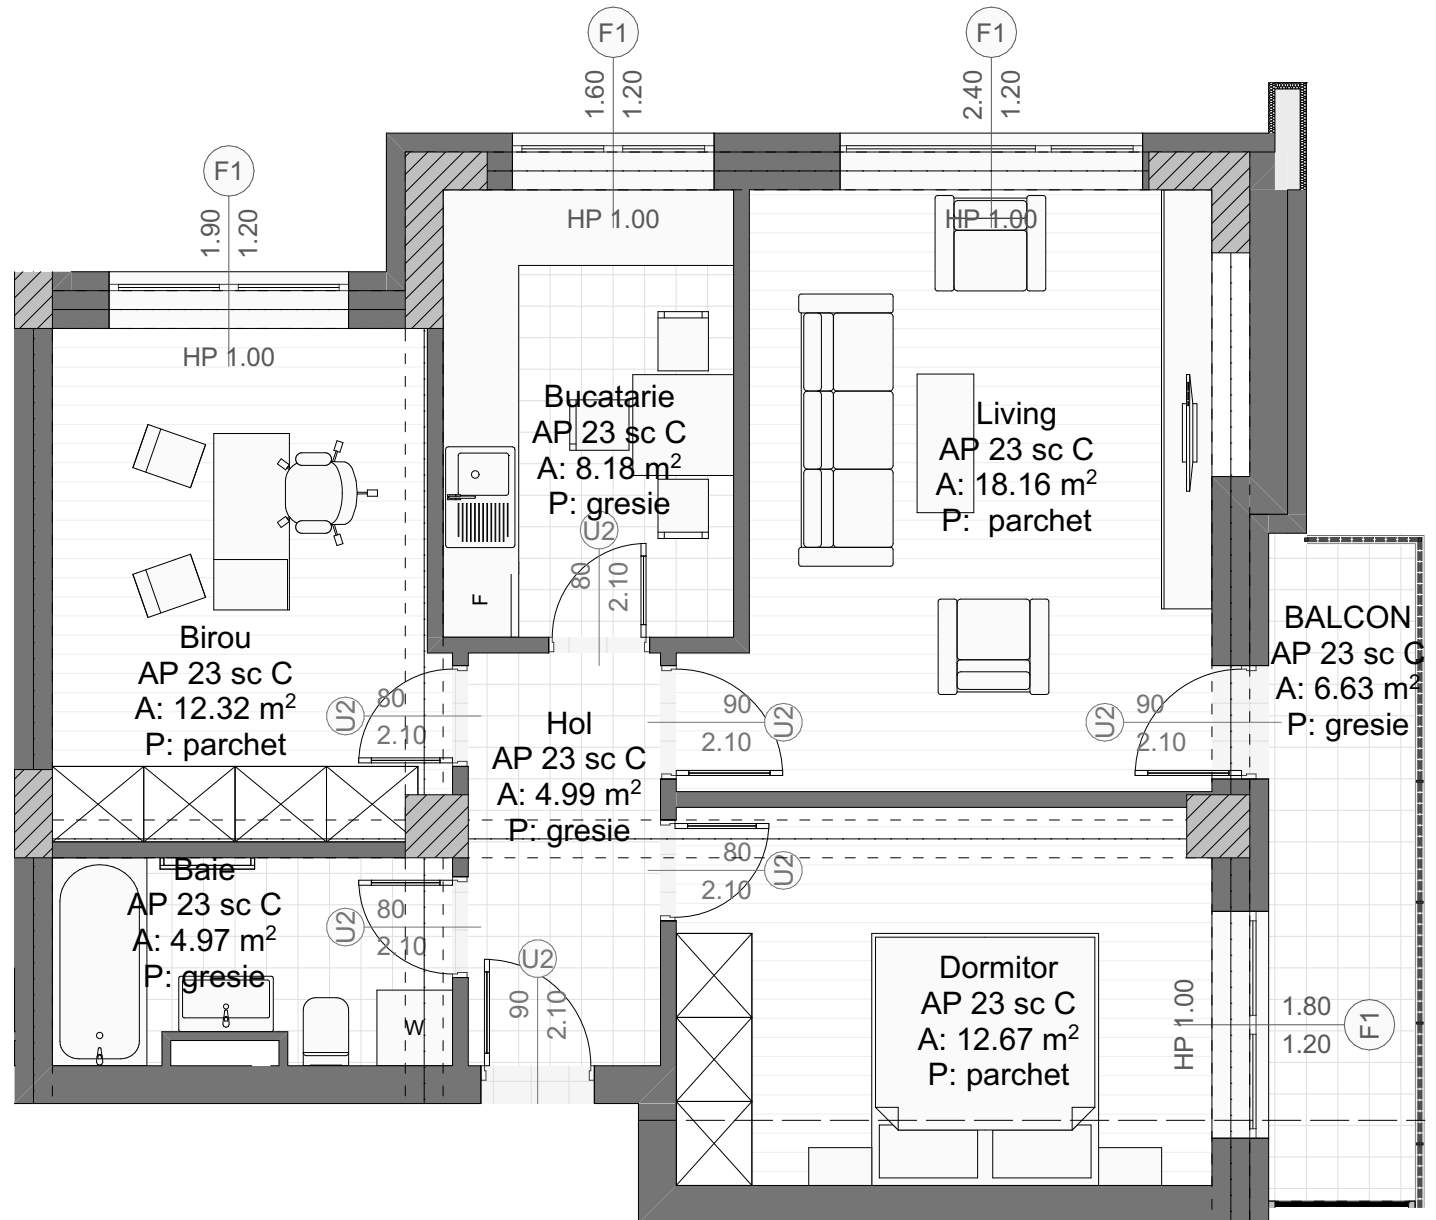 F1
1.60
1.20
HP 1.00
F1
2.40
1.20
HP 1.00
F1
1.90
1.20
HP 1.00
Bucatarie
AP 23 sc C
A: 8.18 m²
P: gresie
U2
80
2.10
F
Living
AP 23 sc C
A: 18.16 m²
P: parchet
Birou
AP 23 sc C
A: 12.32 m²
P: parchet
U2
80
2.10
Hol
AP 23 sc C
A: 4.99 m²
P: gresie
U2
90
2.10
U2
90
2.10
BALCON
AP 23 sc C
A: 6.63 m²
P: gresie
Baie
AP 23 sc C
A: 4.97 m²
P: gresie
U2
80
2.10
U2
80
2.10
W
U2
90
2.10
Dormitor
AP 23 sc C
A: 12.67 m²
P: parchet
HP 1.00
1.80
1.20
F1